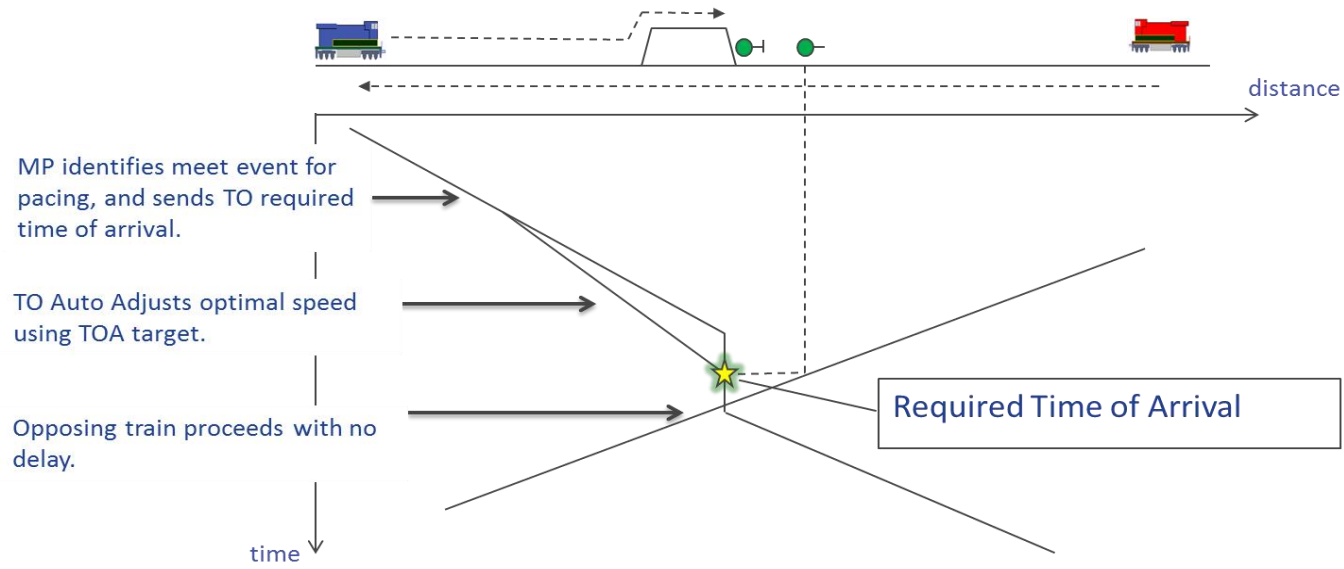 distance
MP identifies meet event for
pacing, and sends TO required
time of arrival.
TO Auto Adjusts optimal speed
using TOA target.
Required Time of Arrival
Opposing train proceeds with no
delay.
time